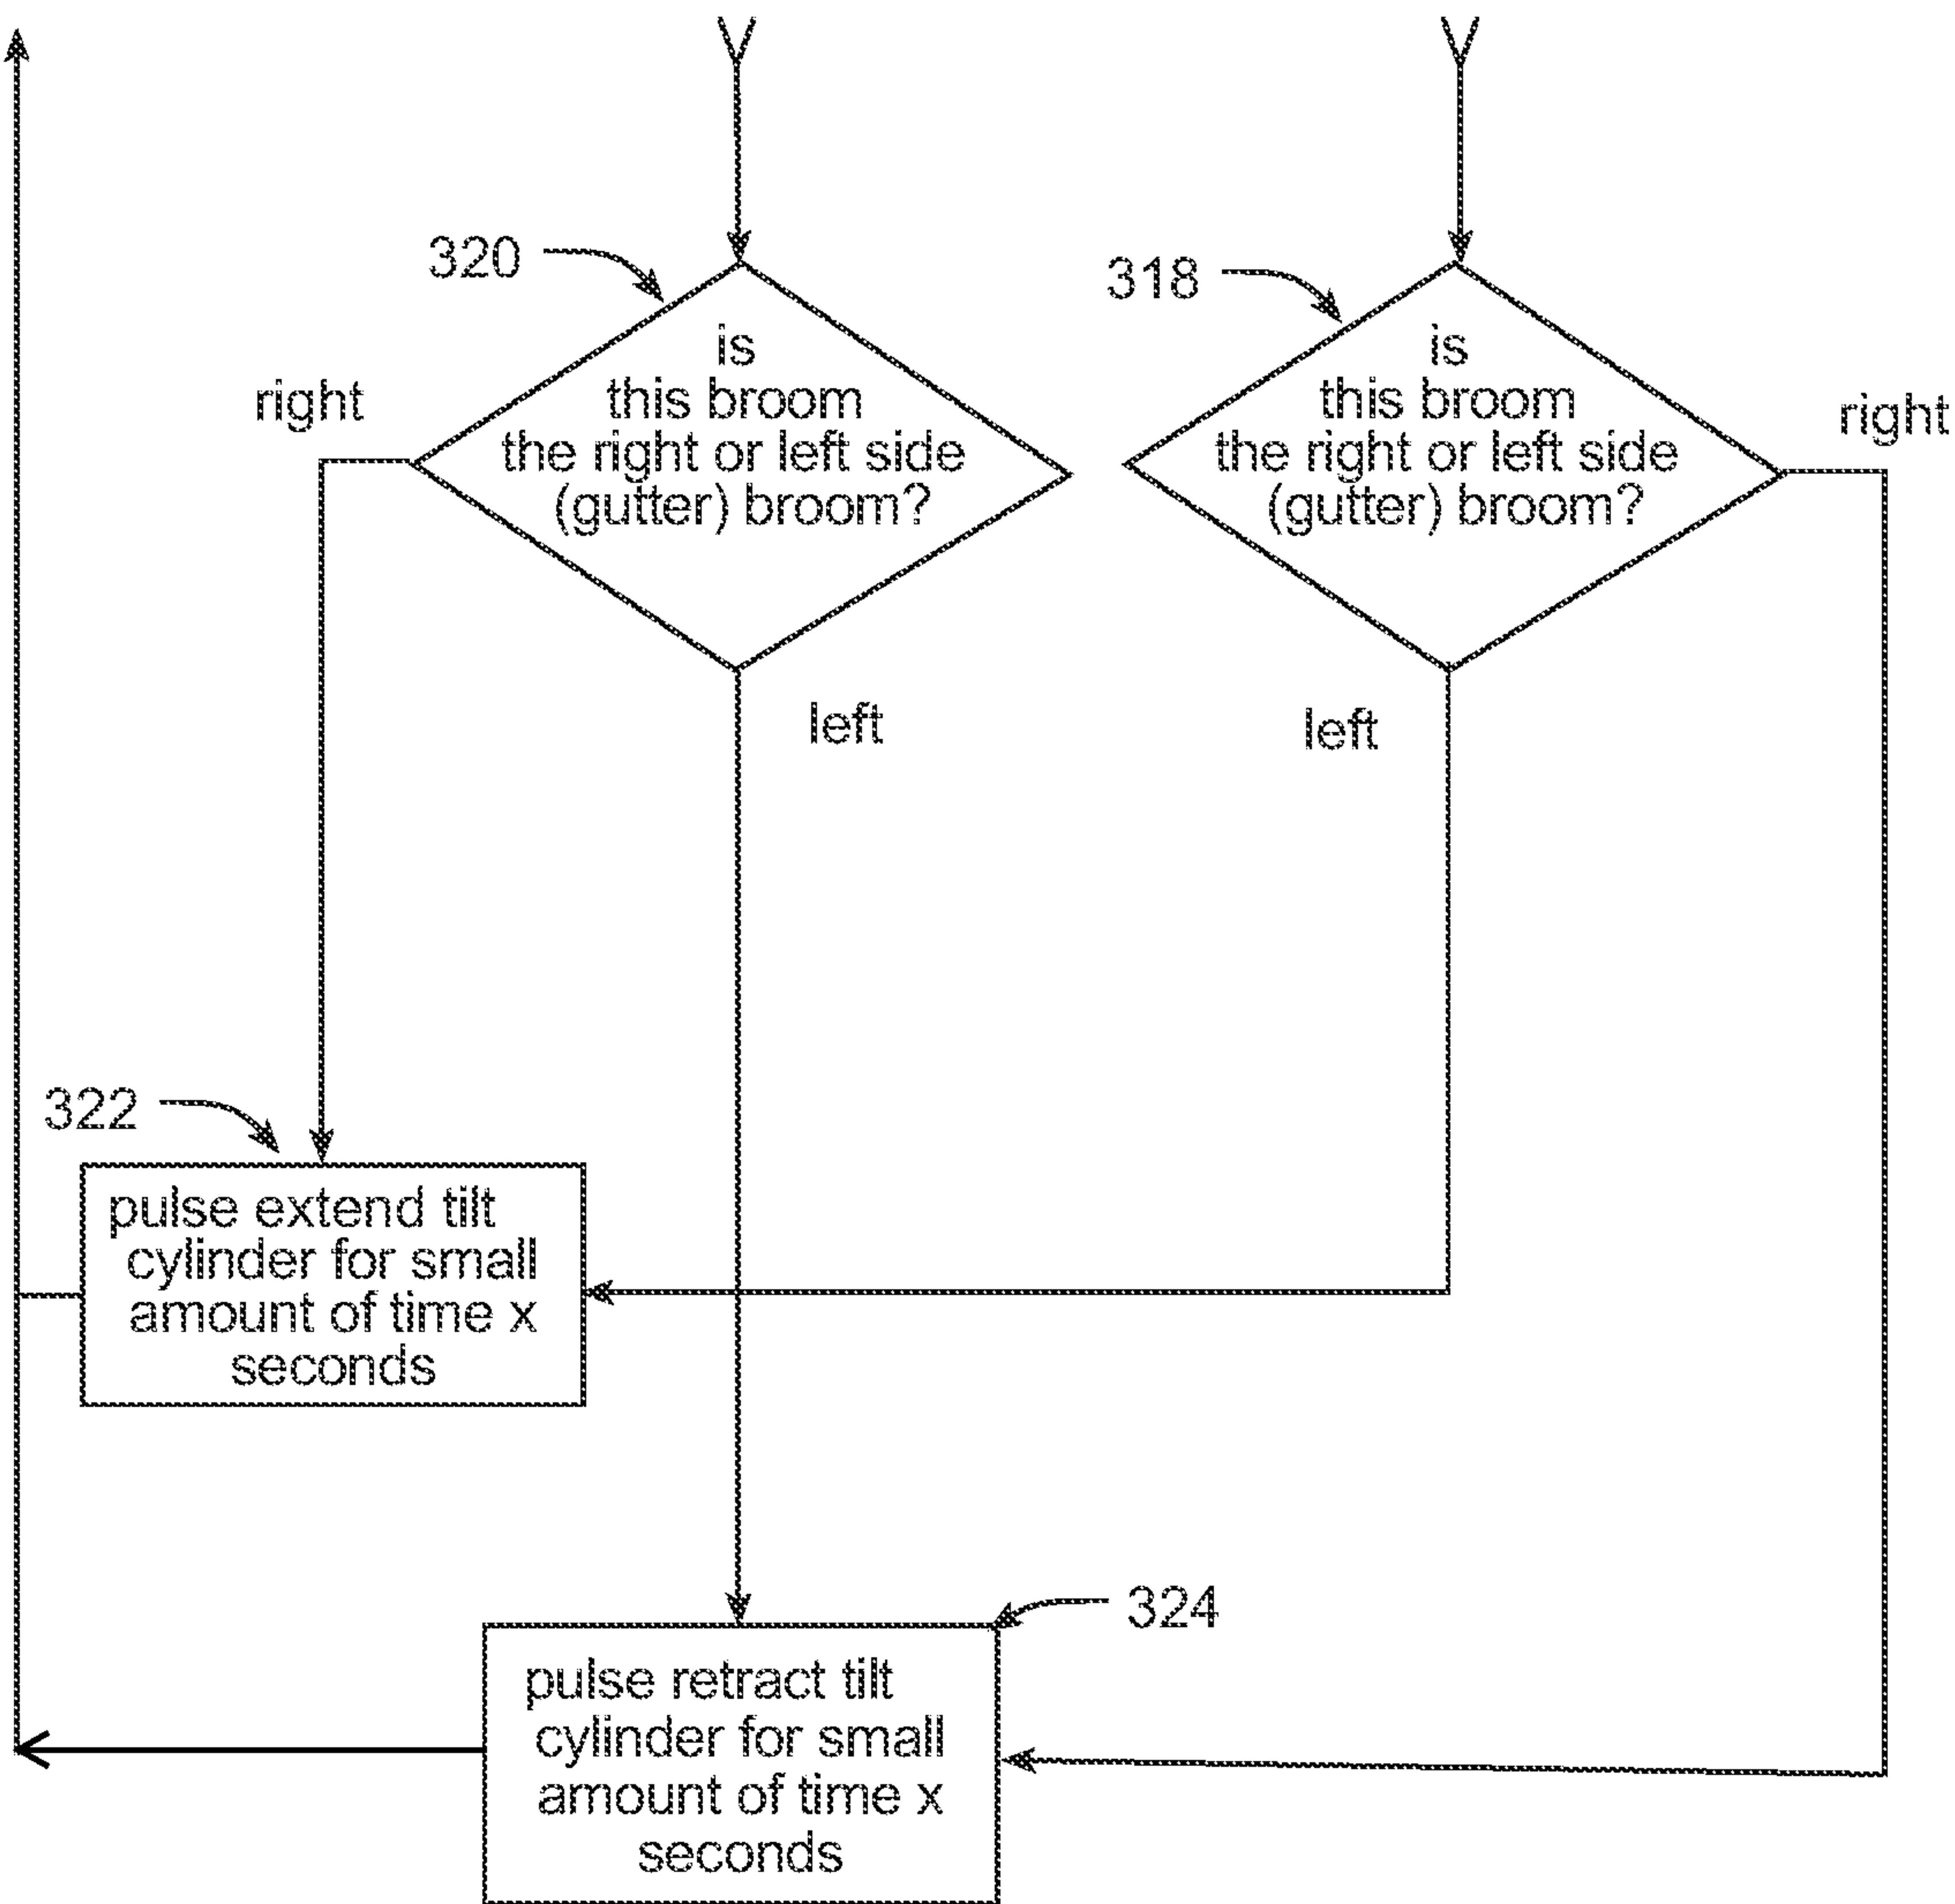 Y
Y
320
318
is
this broom
the right or left side
(gutter) broom?
is
this broom
the right or left side
(gutter) broom?
right
right
left
left
322
pulse extend tilt
cylinder for small
amount of time x
seconds
324
pulse retract tilt
cylinder for small
amount of time x
seconds